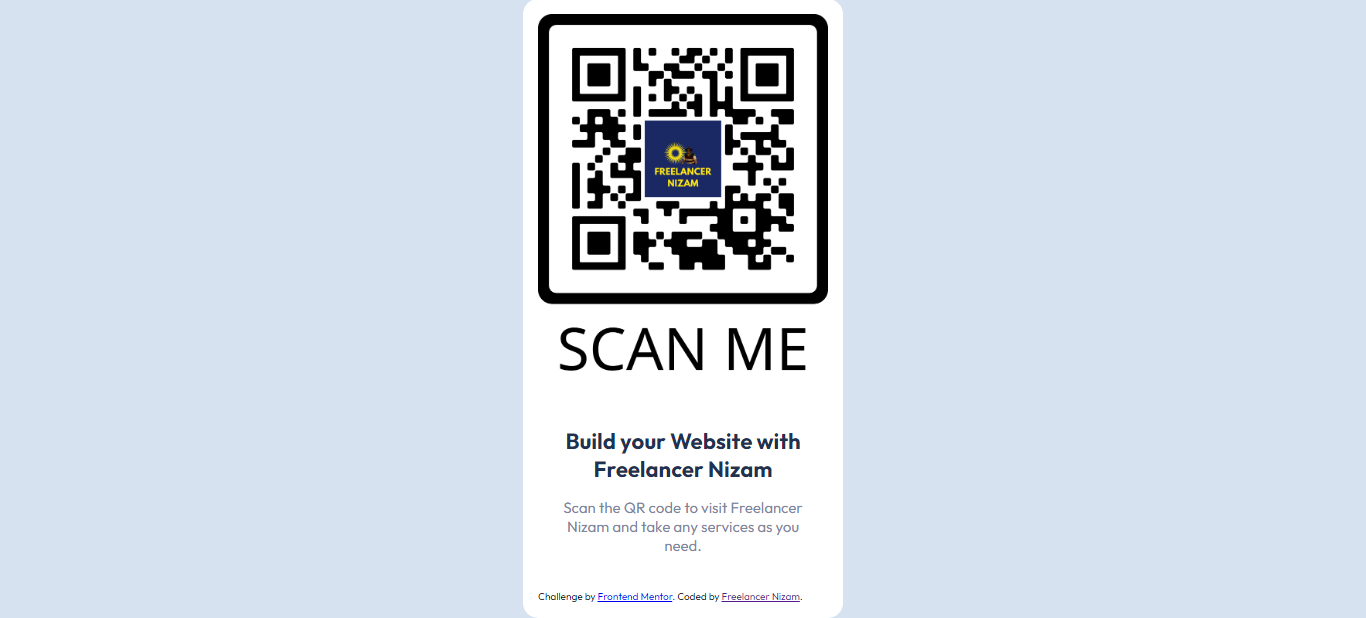 FREELANCER
NIZAM
SCAN ME
Build your Website with
Freelancer Nizam
Scan the QR code to visit Freelancer
Nizam and take any services as you
need.
Challenge by Frontend Mentor. Coded by Freelancer Nizam.